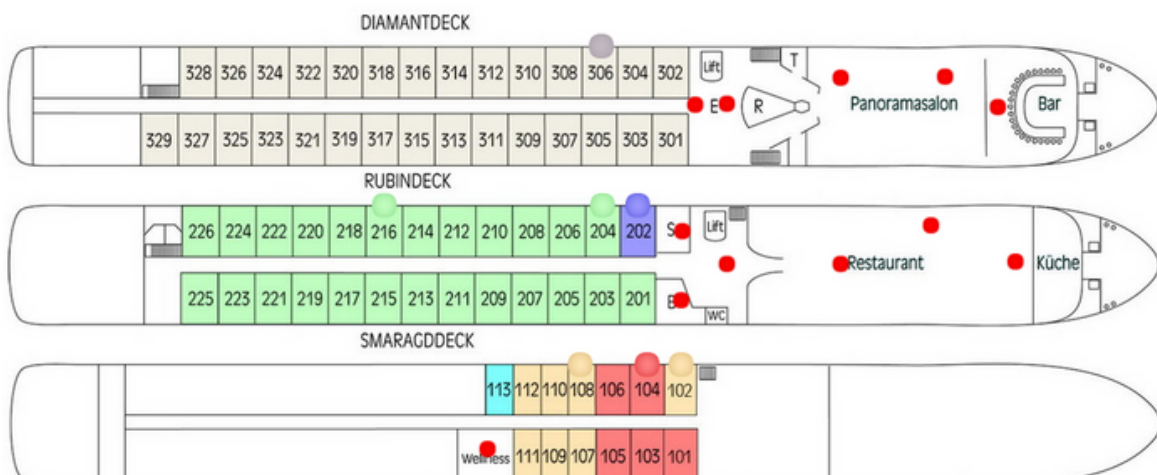 DIAMANTDECK
328 326 324 322 320 318 316 314 312 310 308 306 304 302 Lift T
E R Panoramasalon Bar
329 327 325 323 321 319 317 315 313 311 309 307 305 303 301
RUBINDECK
226 224 222 220 218 216 214 212 210 208 206 204 202 S Lift
Restaurant Küche
225 223 221 219 217 215 213 211 209 207 205 203 201 WC
SMARAGDDECK
113 112 110 108 106 104 102
Wellness 111 109 107 105 103 101